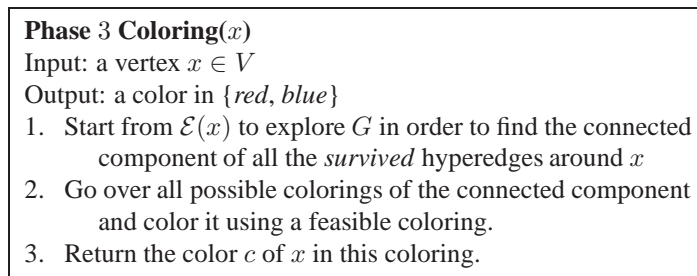 Phase 3 Coloring(x)
Input: a vertex x ∈ V
Output: a color in {red, blue}
1. Start from ℰ(x) to explore G in order to find the connected
component of all the survived hyperedges around x
2. Go over all possible colorings of the connected component
and color it using a feasible coloring.
3. Return the color c of x in this coloring.